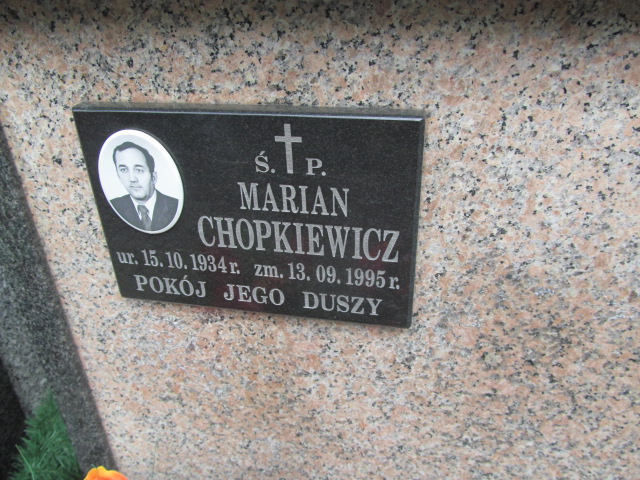 Ś. P.
MARIAN
CHOPKIEWICZ
ur. 15. 10. 1934 r. zm. 13. 09. 1995 r.
POKÓJ JEGO DUSZY